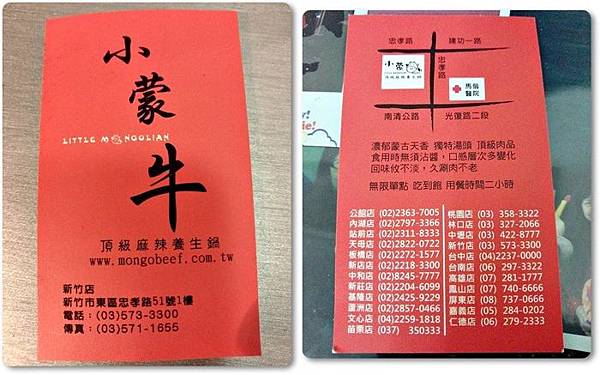 小
蒙
牛
LITTLE MONGOLIAN
頂級麻辣養生鍋
www.mongobeef.com.tw
新竹店
新竹市東區忠孝路51號1樓
電話：(03)573-3300
傳真：(03)571-1655
忠孝路 建功一路
忠孝路
小蒙
馬偕
醫院
南清公路 光復路二段
濃郁蒙古天香 獨特湯頭 頂級肉品
食用時無須沾醬，口感層次多變化
回味攸不淡，久涮肉不老
無限單點 吃到飽 用餐時間二小時
公館店 (02)2363-7005
內湖店 (02)2797-3366
站前店 (02)2311-8333
天母店 (02)2822-0722
板橋店 (02)2272-1577
新店店 (02)2218-3300
中和店 (02)8245-7777
新莊店 (02)2204-6099
基隆店 (02)2425-9229
蘆洲店 (02)2857-0466
文心店 (04)2259-1818
苗栗店 (037) 350333
桃園店 (03) 358-3322
林口店 (03) 327-2066
中壢店 (03) 422-8777
新竹店 (03) 573-3300
台中店 (04)2237-0000
台南店 (06) 297-3322
高雄店 (07) 281-1777
鳳山店 (07) 740-6666
屏東店 (08) 737-0666
嘉義店 (05) 284-0202
仁德店 (06) 279-2333